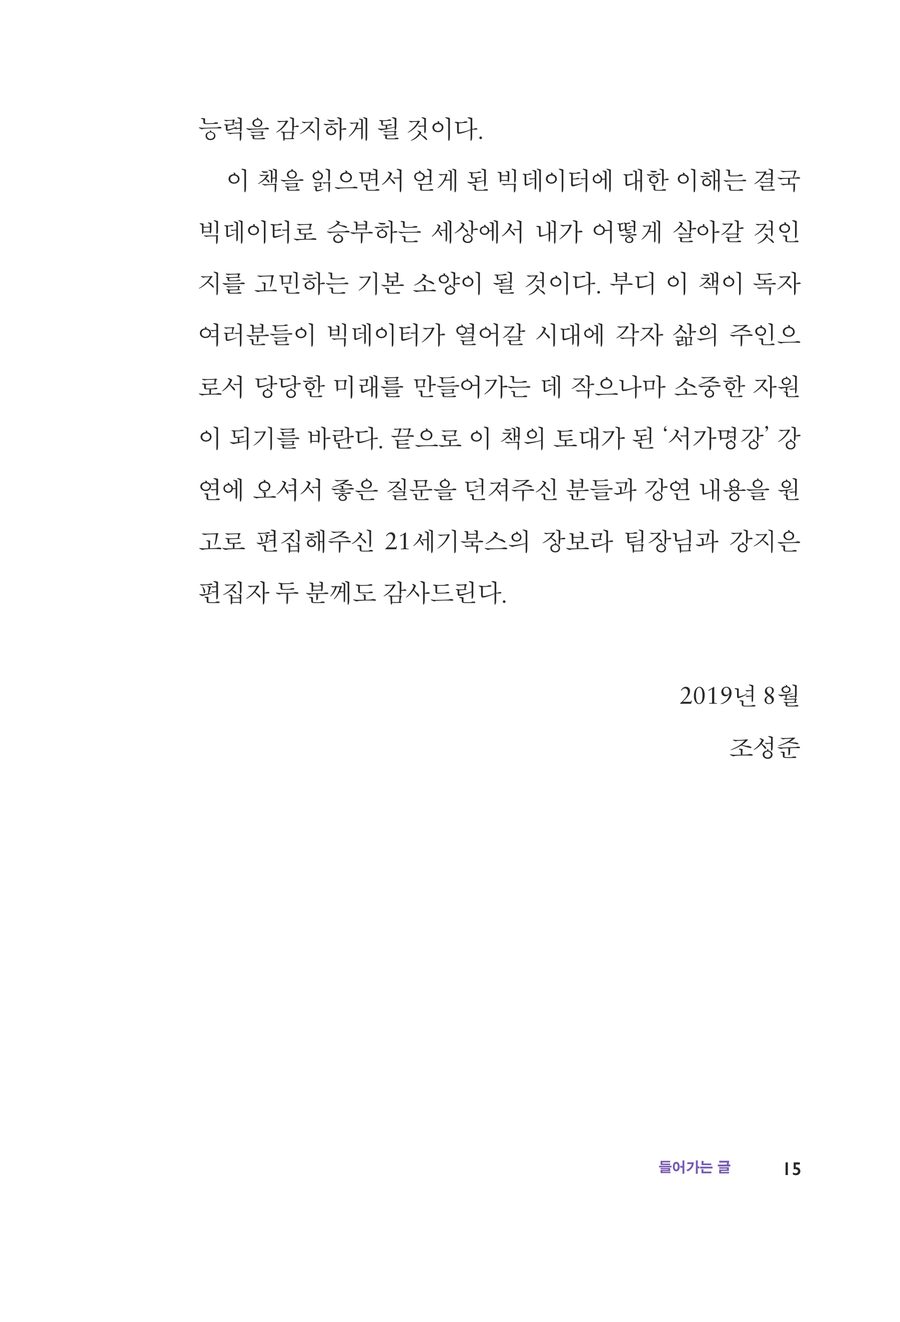 능력을 감지하게 될 것이다.
이 책을 읽으면서 얻게 된 빅데이터에 대한 이해는 결국
빅데이터로 승부하는 세상에서 내가 어떻게 살아갈 것인
지를 고민하는 기본 소양이 될 것이다. 부디 이 책이 독자
여러분들이 빅데이터가 열어갈 시대에 각자 삶의 주인으
로서 당당한 미래를 만들어가는 데 작으나마 소중한 자원
이 되기를 바란다. 끝으로 이 책의 토대가 된 ‘서가명강’ 강
연에 오셔서 좋은 질문을 던져주신 분들과 강연 내용을 원
고로 편집해주신 21세기북스의 장보라 팀장님과 강지은
편집자 두 분께도 감사드린다.
2019년 8월
조성준
들어가는 글 15